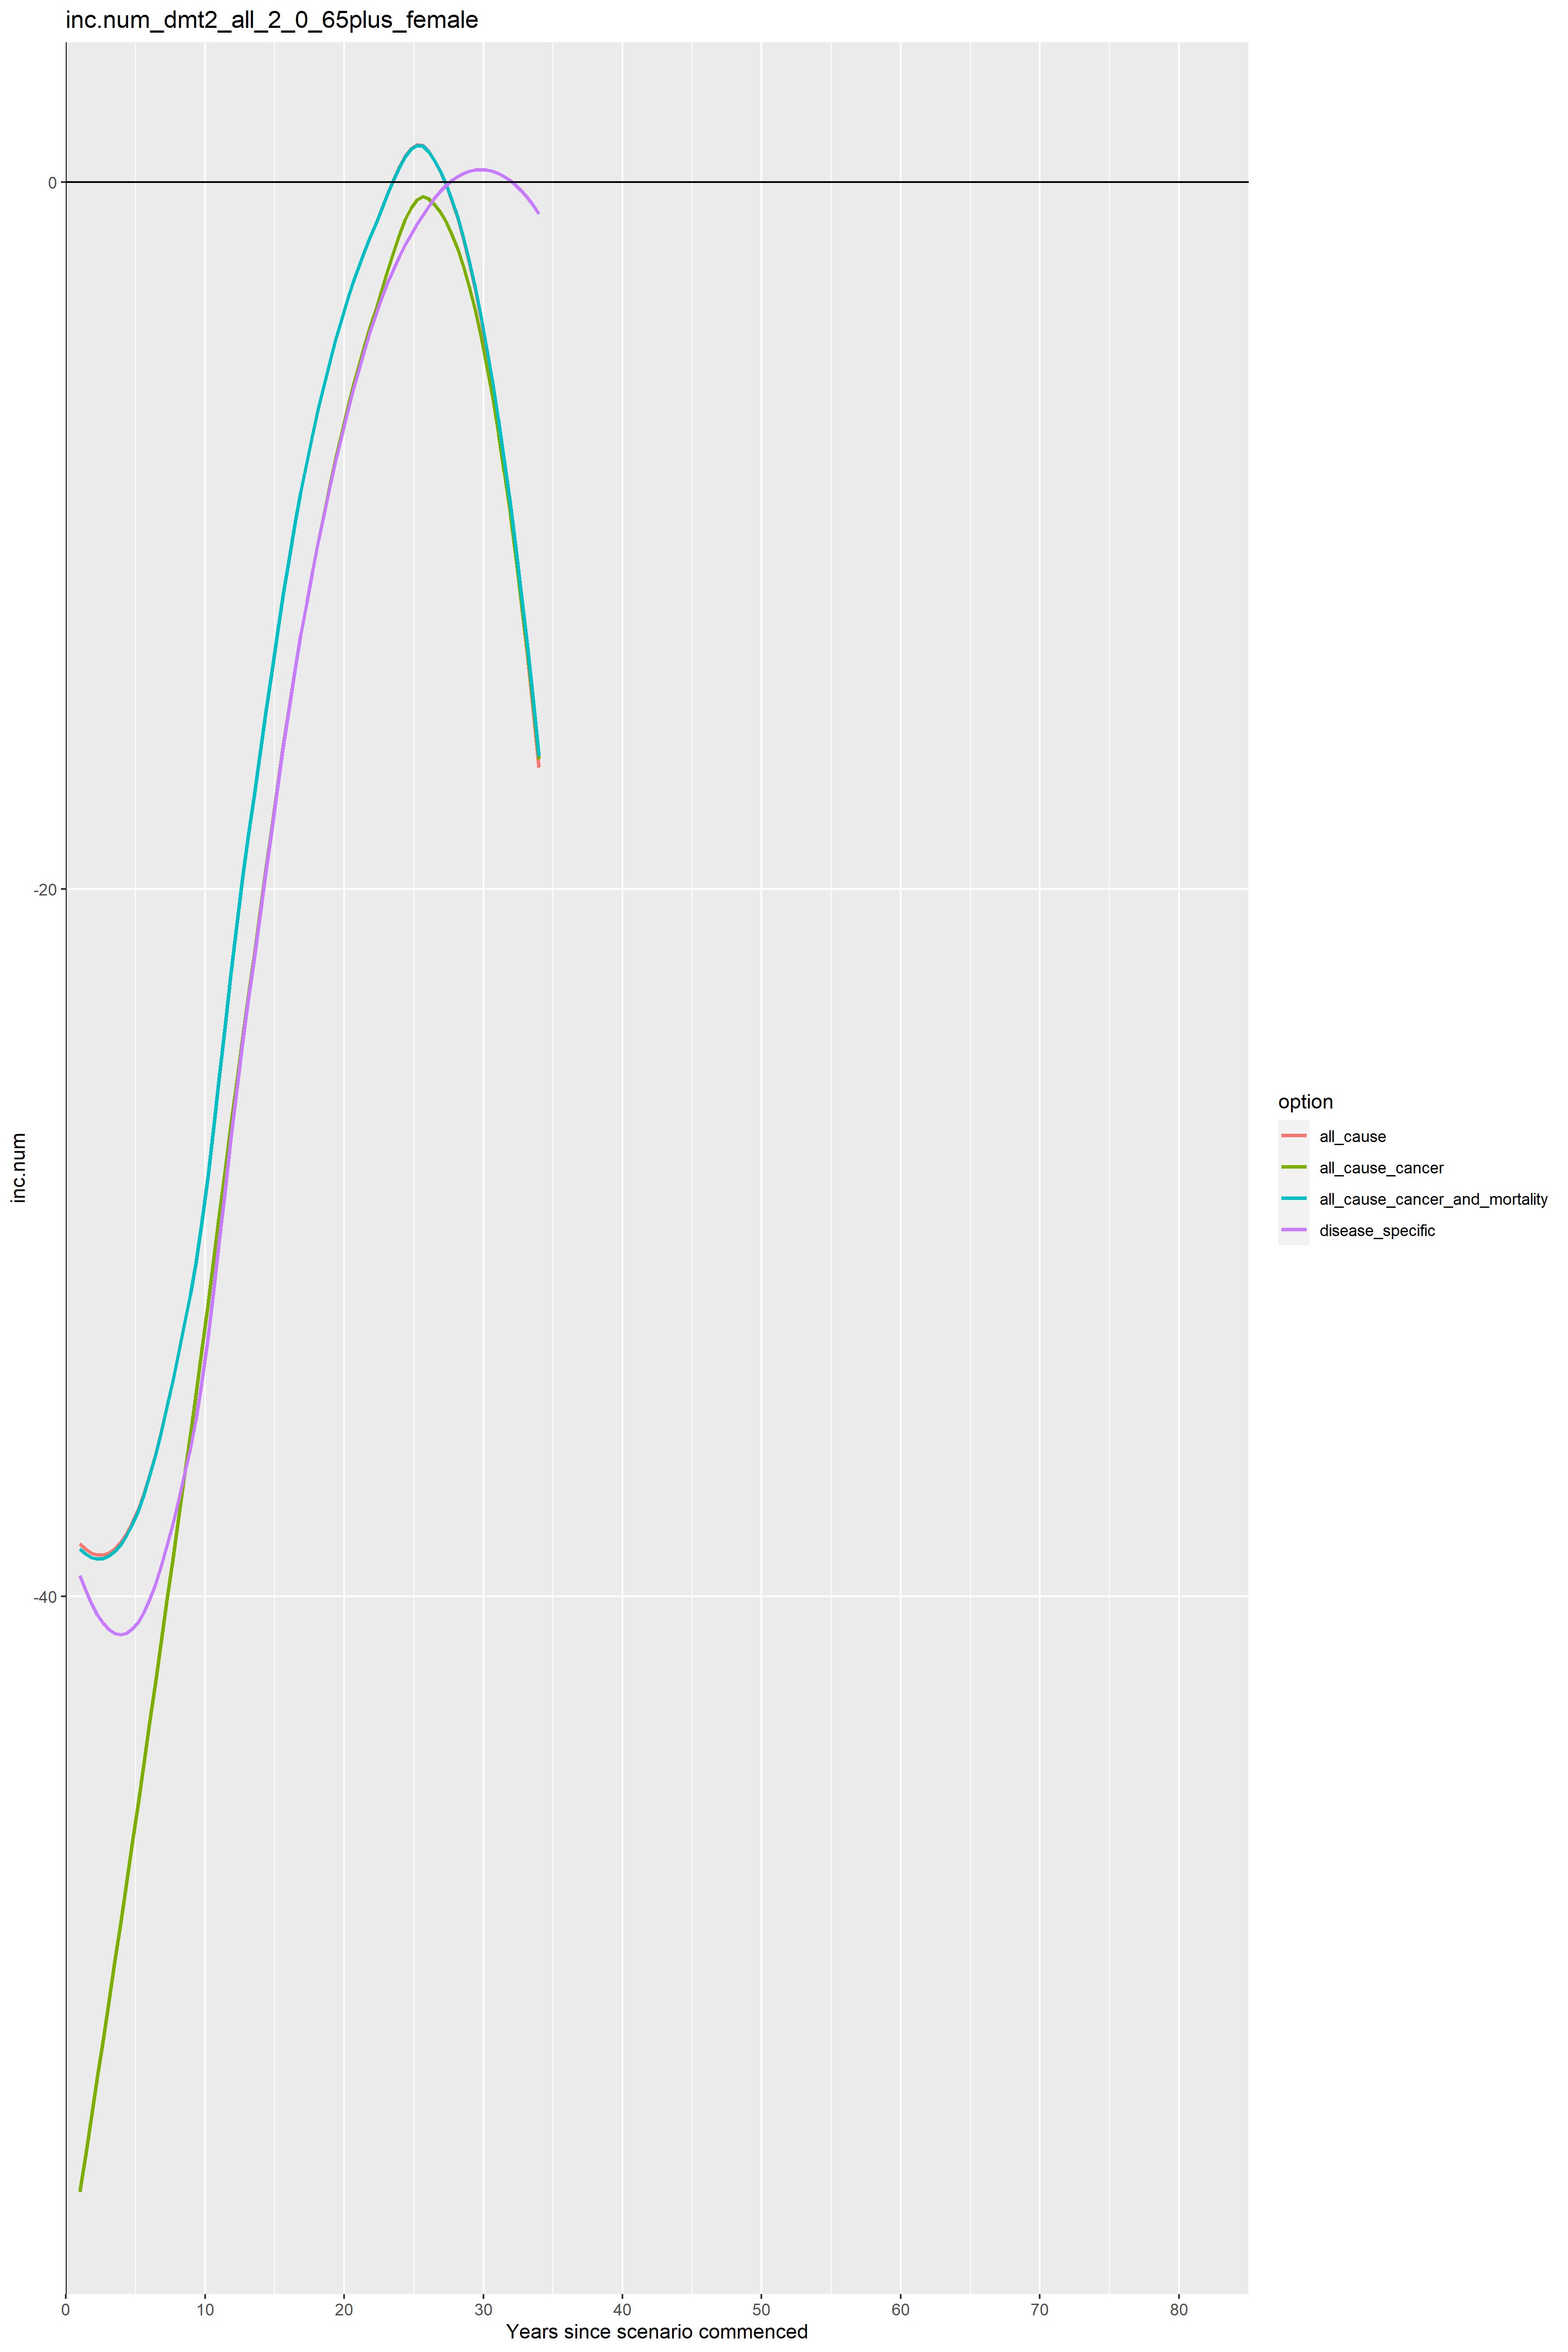 inc.num_dmt2_all_2_0_65plus_female
inc.num
0
-20
-40
0 10 20 30 40 50 60 70 80
Years since scenario commenced
option
all_cause
all_cause_cancer
all_cause_cancer_and_mortality
disease_specific